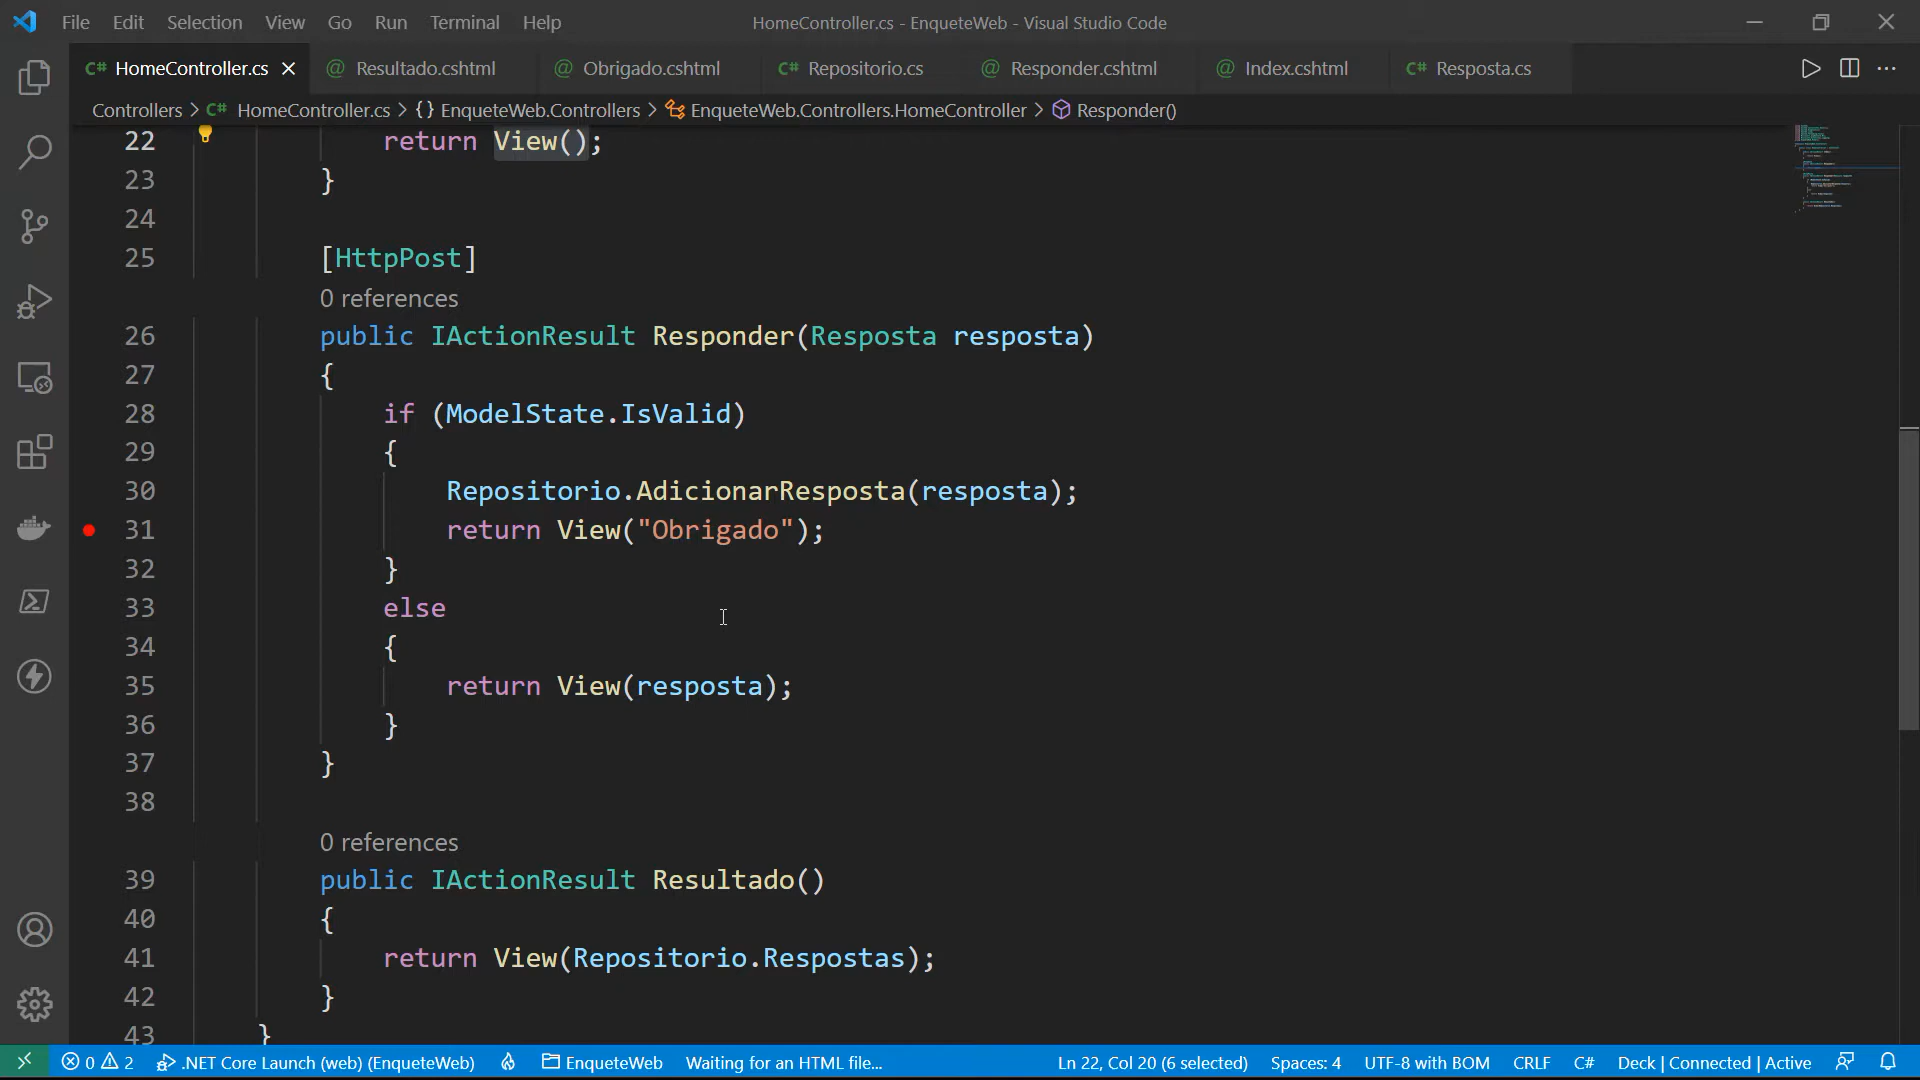 File Edit Selection View Go Run Terminal Help HomeController.cs - EnqueteWeb - Visual Studio Code
C# HomeController.cs @ Resultado.cshtml @ Obrigado.cshtml C# Repositorio.cs @ Responder.cshtml @ Index.cshtml C# Resposta.cs
Controllers > C# HomeController.cs > {} EnqueteWeb.Controllers > EnqueteWeb.Controllers.HomeController > Responder()
22 return View();
23 }
24
25 [HttpPost]
0 references
26 public IActionResult Responder(Resposta resposta)
27 {
28 if (ModelState.IsValid)
29 {
30 Repositorio.AdicionarResposta(resposta);
31 return View("Obrigado");
32 }
33 else
34 {
35 return View(resposta);
36 }
37 }
38
0 references
39 public IActionResult Resultado()
40 {
41 return View(Repositorio.Respostas);
42 }
43 }
0 2 .NET Core Launch (web) (EnqueteWeb) EnqueteWeb Waiting for an HTML file... Ln 22, Col 20 (6 selected) Spaces: 4 UTF-8 with BOM CRLF C# Deck | Connected | Active